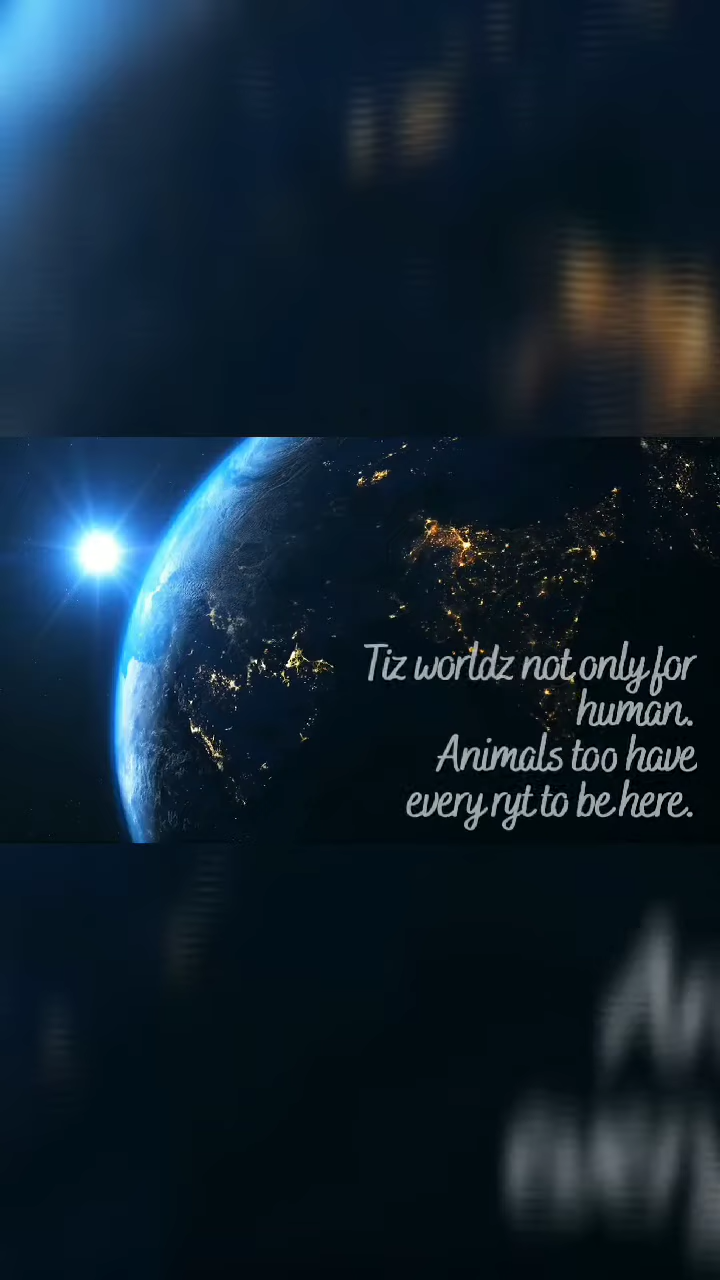 Tiz worldz not only for
human.
Animals too have
every ryt to be here.